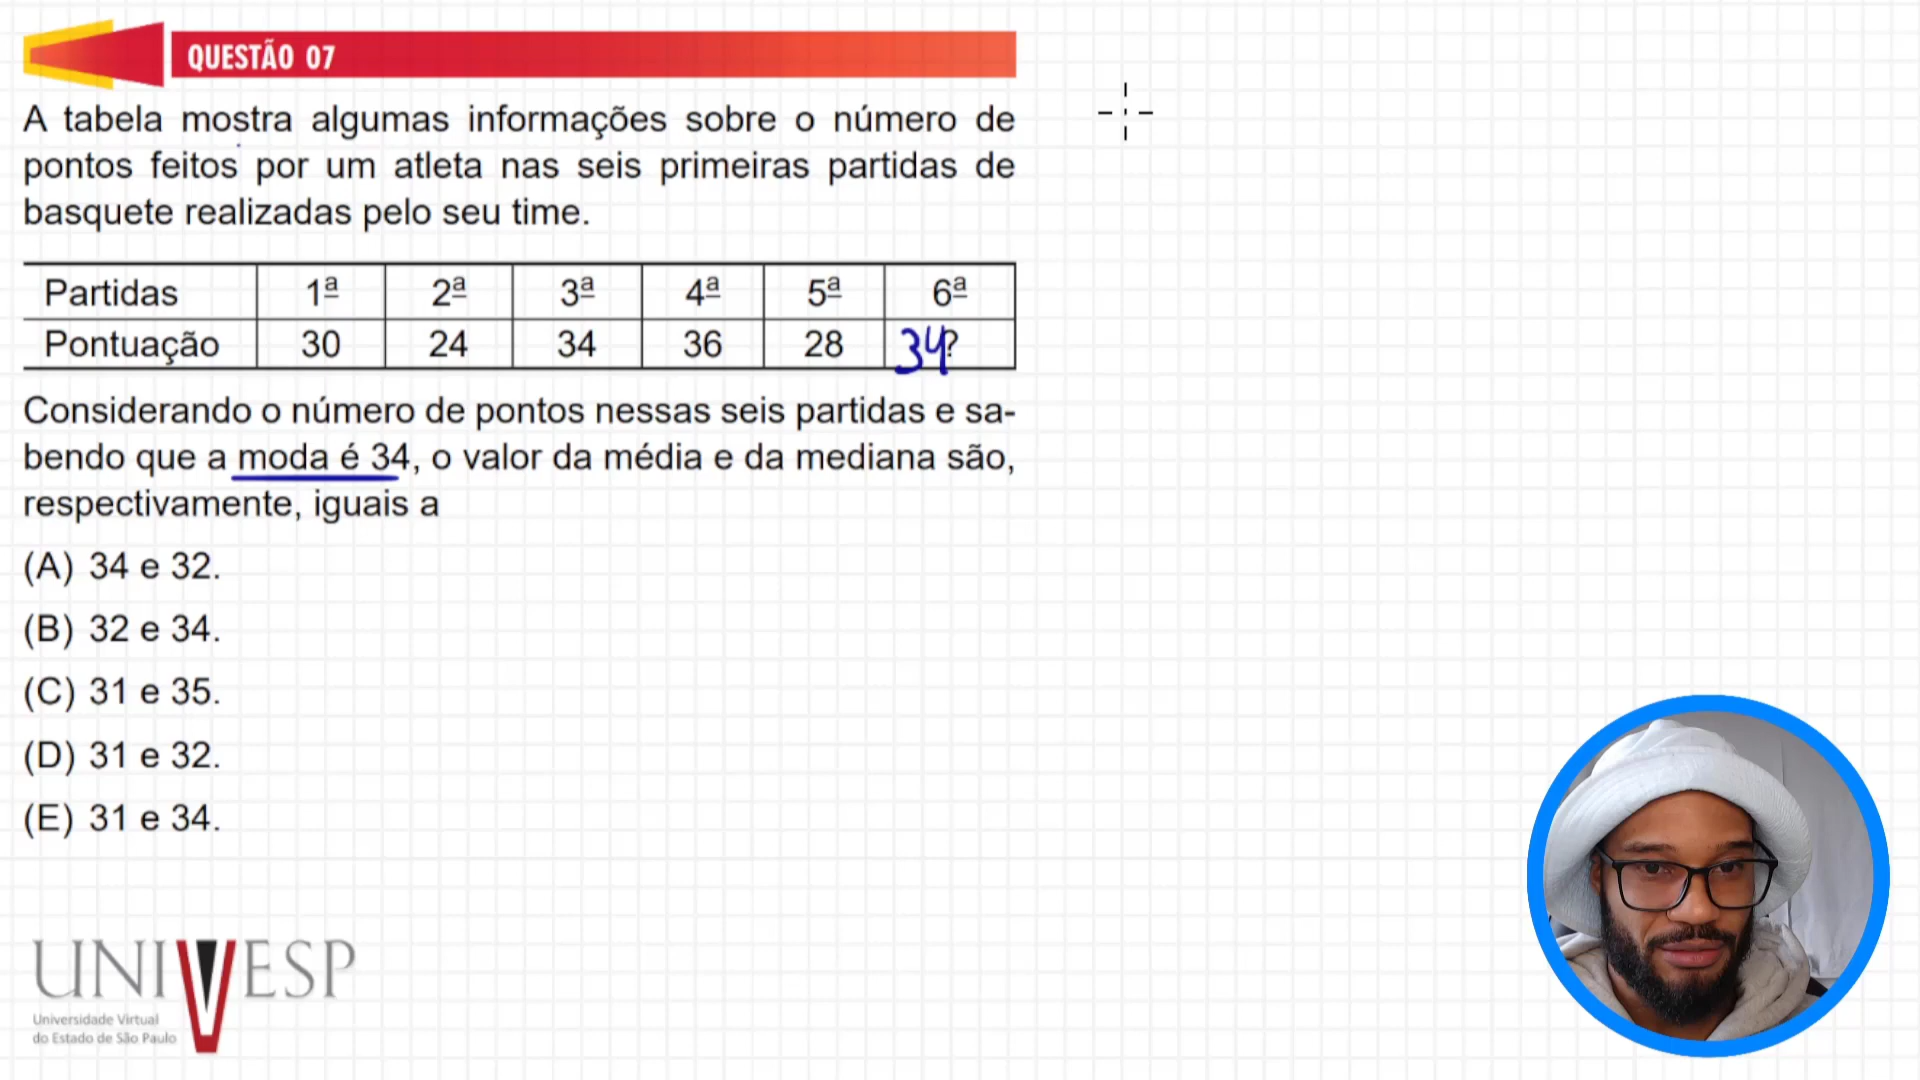 QUESTÃO 07
A tabela mostra algumas informações sobre o número de
pontos feitos por um atleta nas seis primeiras partidas de
basquete realizadas pelo seu time.
Partidas 1ª 2ª 3ª 4ª 5ª 6ª
Pontuação 30 24 34 36 28 34?
Considerando o número de pontos nessas seis partidas e sa-
bendo que a moda é 34, o valor da média e da mediana são,
respectivamente, iguais a
(A) 34 e 32.
(B) 32 e 34.
(C) 31 e 35.
(D) 31 e 32.
(E) 31 e 34.
UNIVESP
Universidade Virtual
do Estado de São Paulo